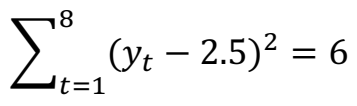 ∑_{t=1}^{8} (y_t − 2.5)² = 6